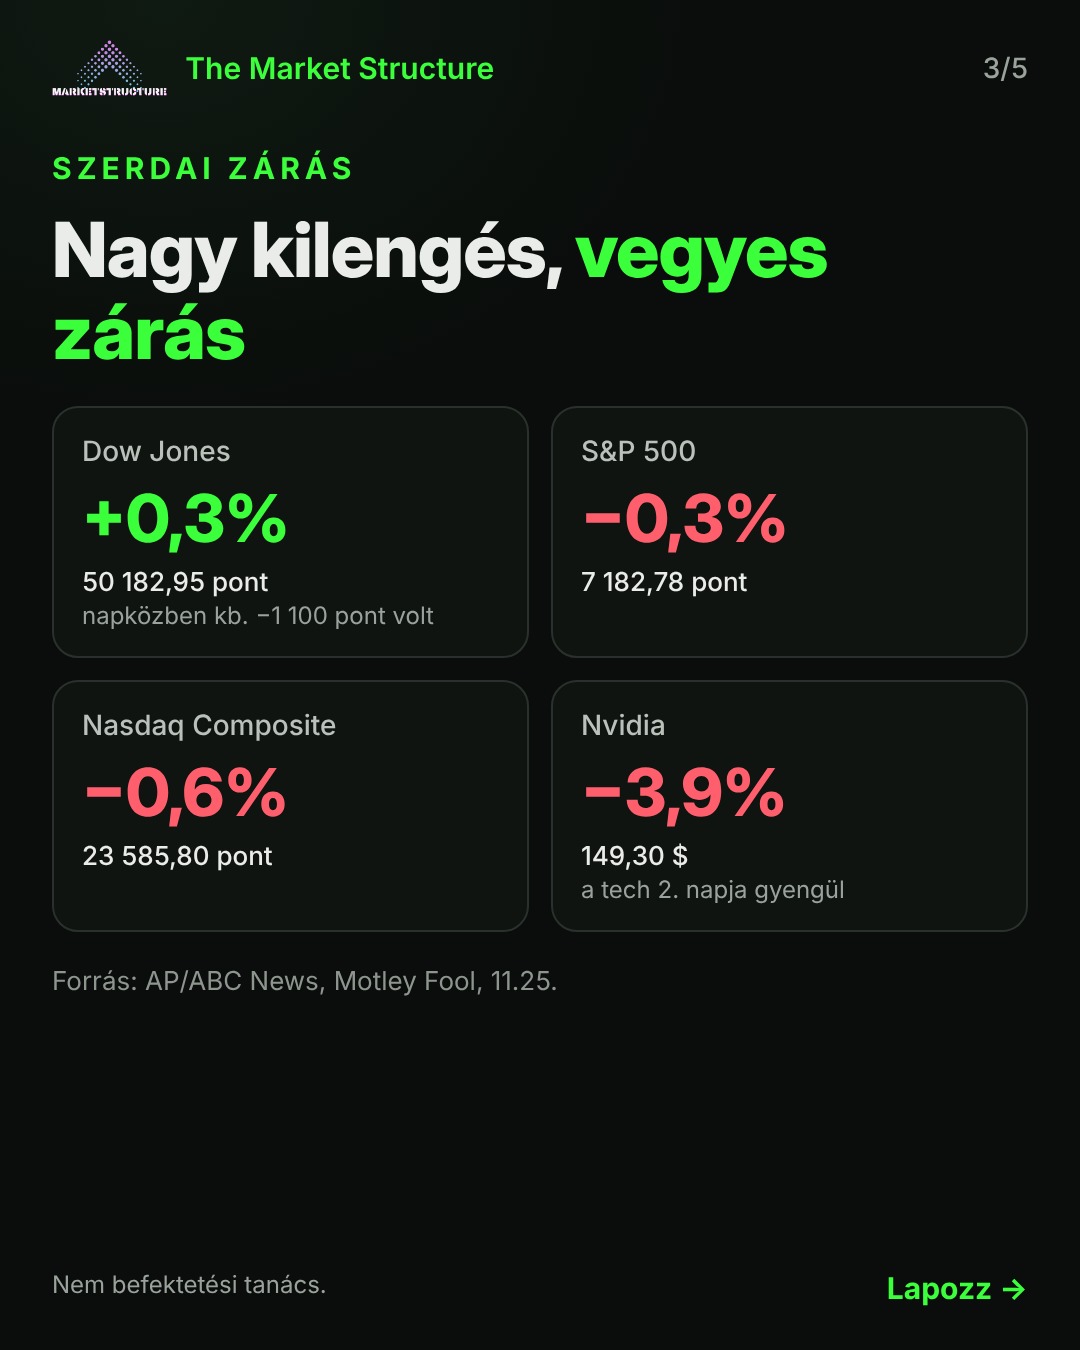 MARKETSTRUCTURE
The Market Structure
3/5
SZERDAI ZÁRÁS
Nagy kilengés, vegyes
zárás
Dow Jones
+0,3%
50 182,95 pont
napközben kb. −1 100 pont volt
S&P 500
−0,3%
7 182,78 pont
Nasdaq Composite
−0,6%
23 585,80 pont
Nvidia
−3,9%
149,30 $
a tech 2. napja gyengül
Forrás: AP/ABC News, Motley Fool, 11.25.
Nem befektetési tanács.
Lapozz →